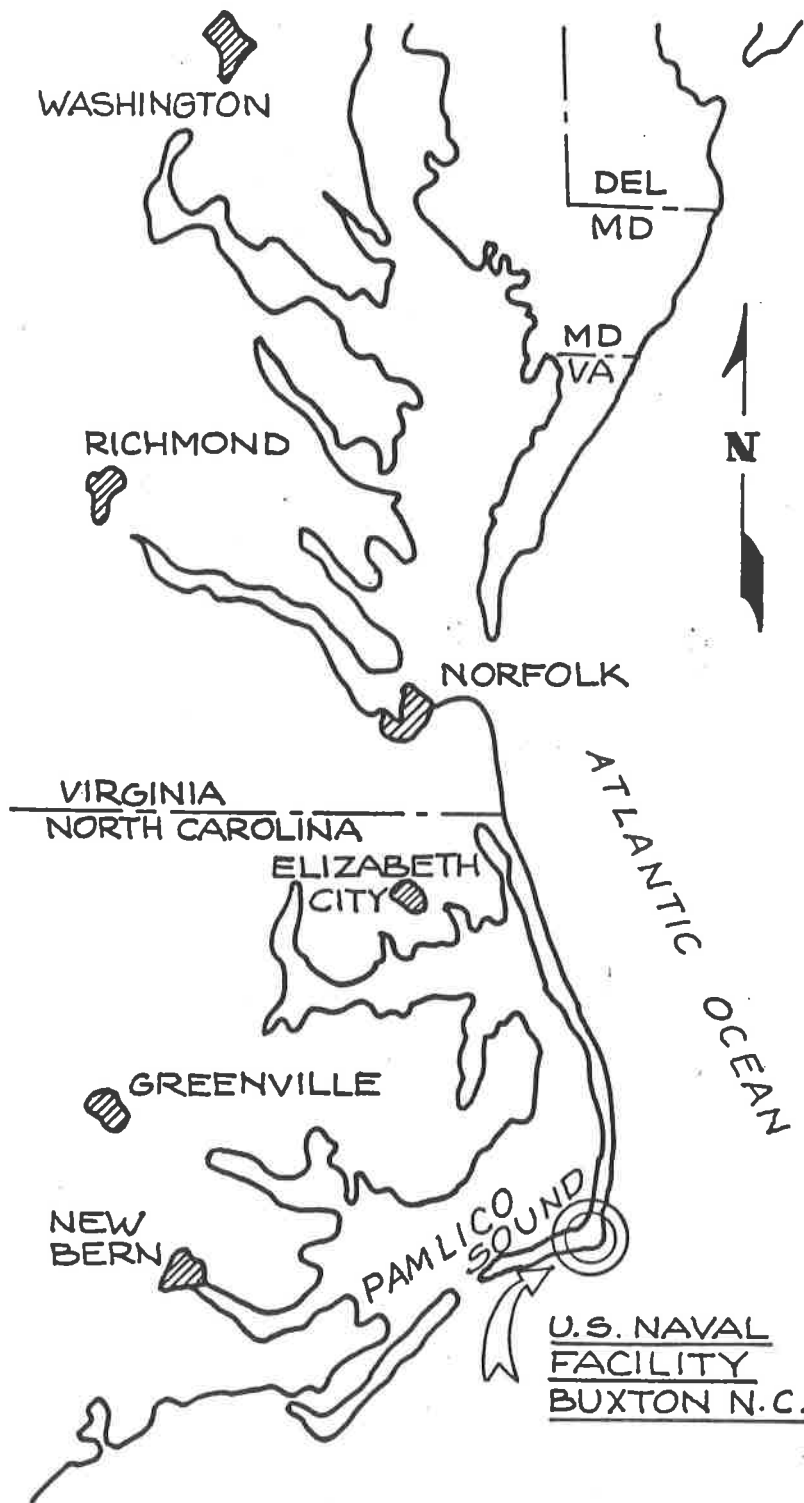 WASHINGTON
DEL
MD
MD
VA
N
RICHMOND
NORFOLK
ATLANTIC OCEAN
VIRGINIA
NORTH CAROLINA
ELIZABETH
CITY
GREENVILLE
NEW
BERN
PAMLICO
SOUND
U.S. NAVAL
FACILITY
BUXTON N.C.